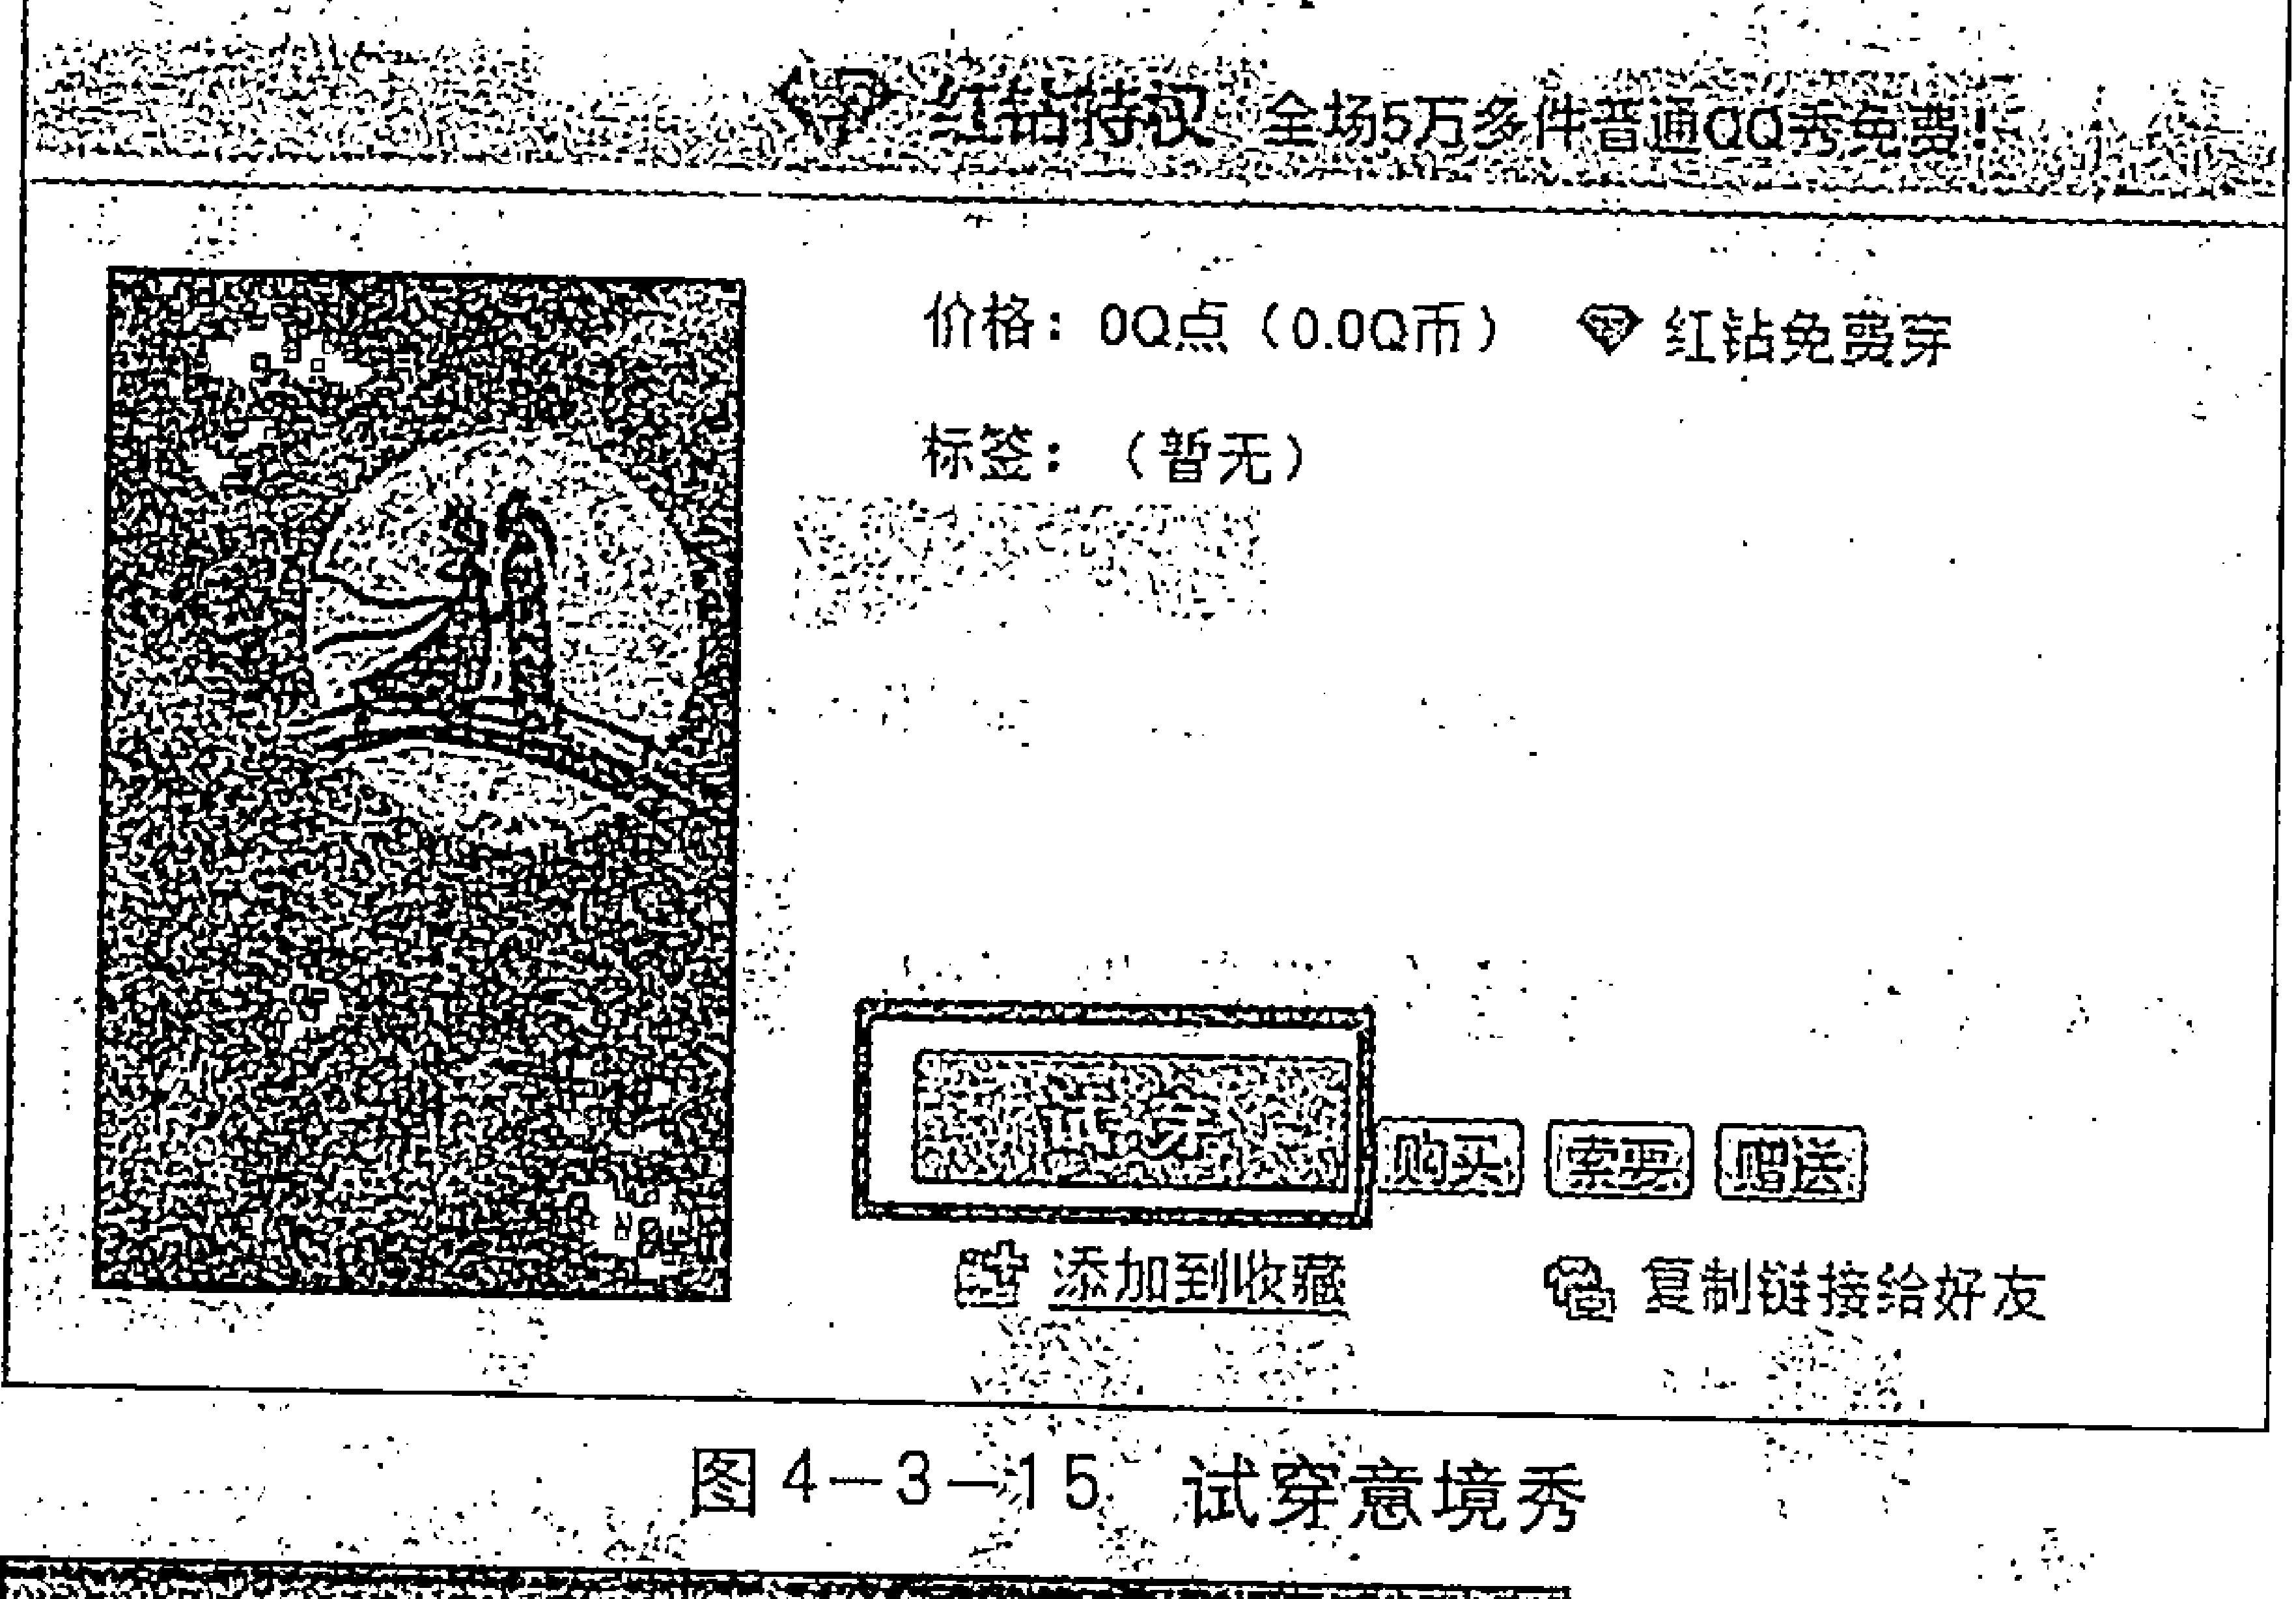 红钻特权 全场5万多件普通QQ秀免费!
价格：0Q点（0.0Q币） 红钻免费穿
标签：（暂无）
试穿 购买 索要 赠送
添加到收藏 复制链接给好友
图4-3-15 试穿意境秀